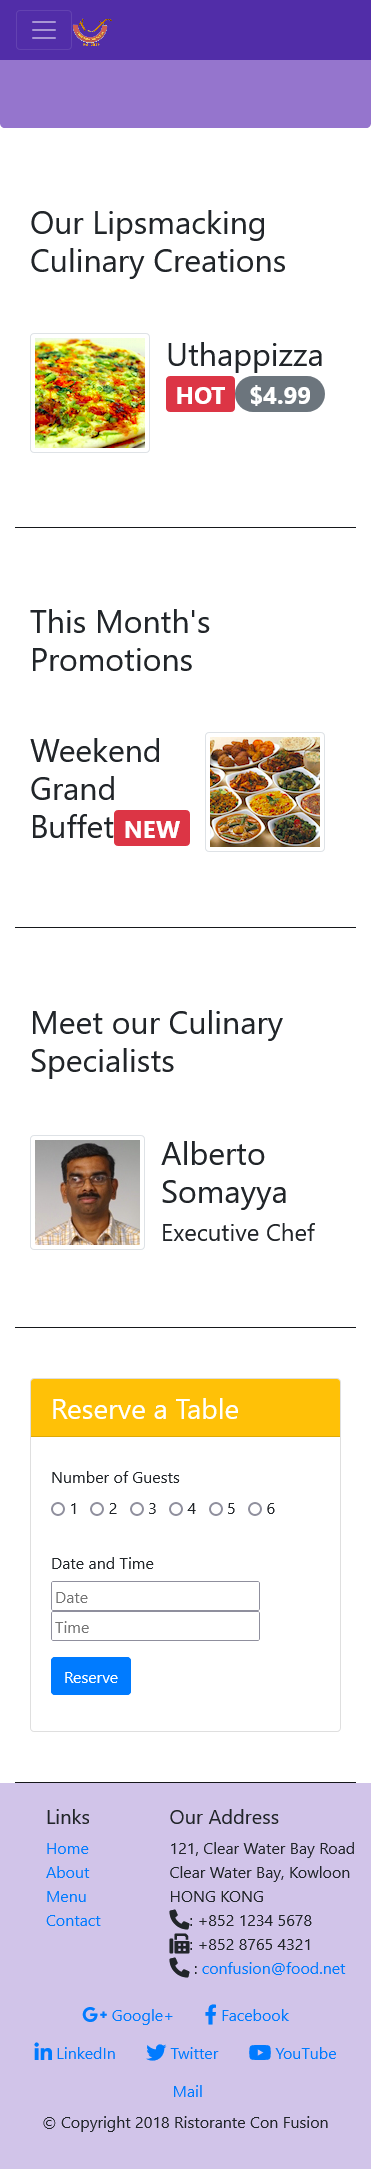 Our Lipsmacking
Culinary Creations
Uthappizza
HOT $4.99
This Month's
Promotions
Weekend
Grand
Buffet NEW
Meet our Culinary
Specialists
Alberto
Somayya
Executive Chef
Reserve a Table
Number of Guests
1 2 3 4 5 6
Date and Time
Date
Time
Reserve
Links
Home
About
Menu
Contact
Our Address
121, Clear Water Bay Road
Clear Water Bay, Kowloon
HONG KONG
: +852 1234 5678
: +852 8765 4321
: confusion@food.net
Google+ Facebook
LinkedIn Twitter YouTube
Mail
© Copyright 2018 Ristorante Con Fusion